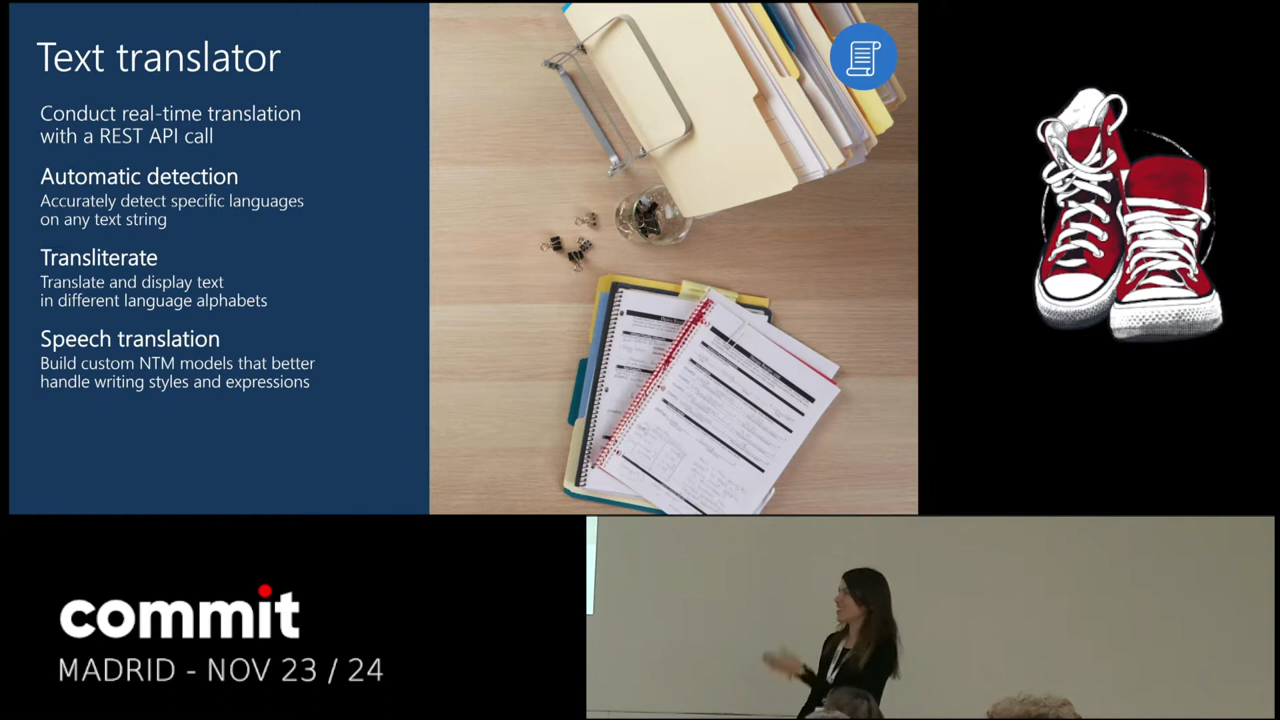 Text translator
Conduct real-time translation
with a REST API call
Automatic detection
Accurately detect specific languages
on any text string
Transliterate
Translate and display text
in different language alphabets
Speech translation
Build custom NTM models that better
handle writing styles and expressions
commit
MADRID - NOV 23 / 24